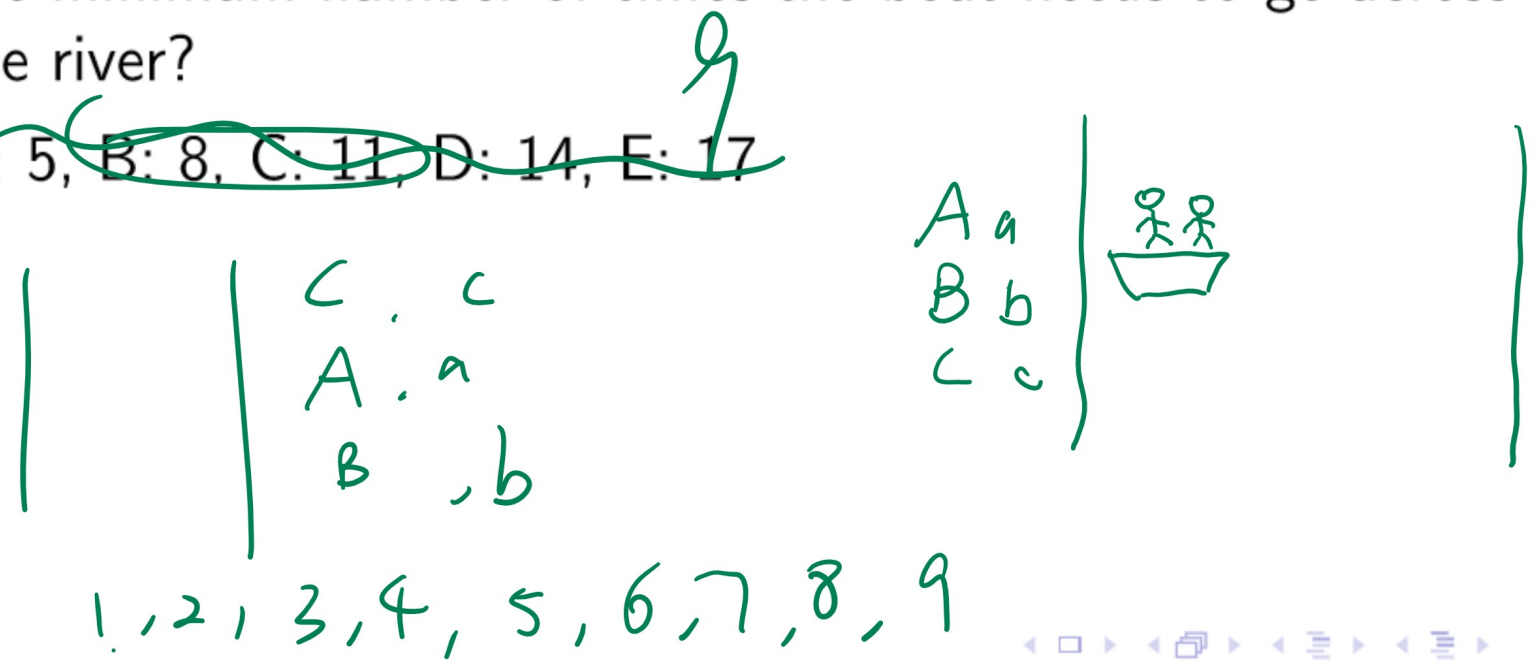 e river?
9
5, B: 8, C: 11, D: 14, E: 17
A a
B b
C c
C . c
A . a
B , b
1, 2, 3, 4, 5, 6, 7, 8, 9